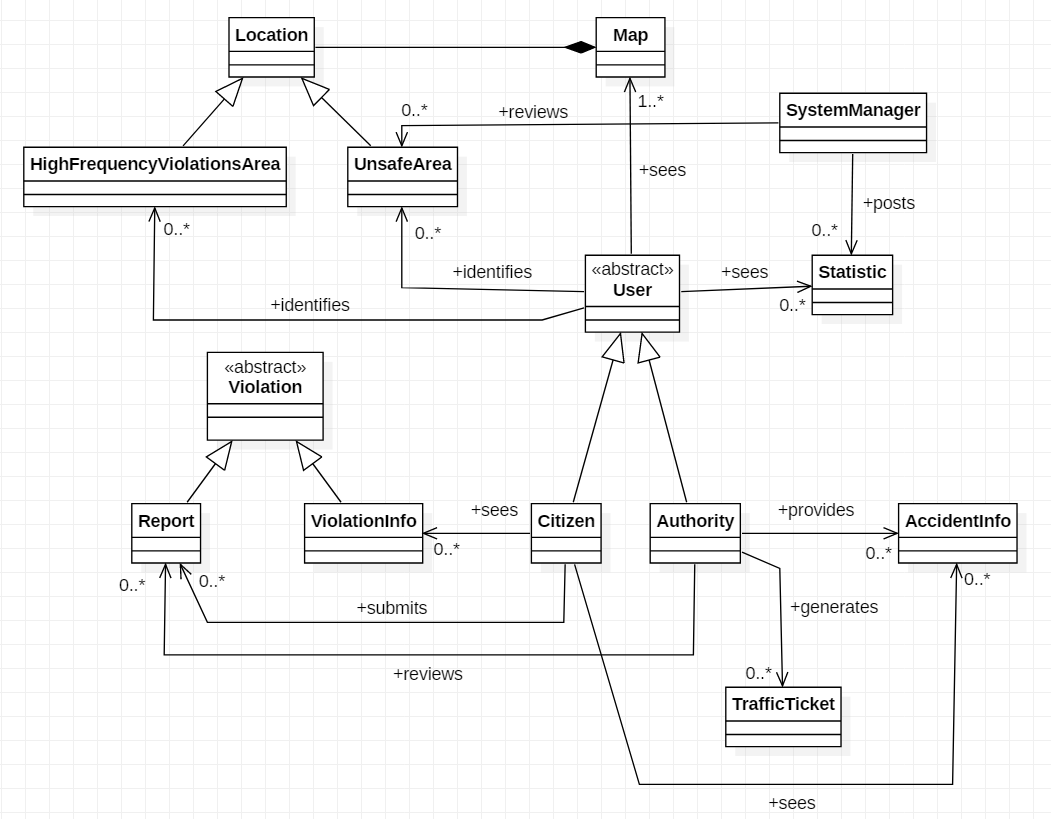 Location
Map
SystemManager
0..*
+reviews
1..*
HighFrequencyViolationsArea
UnsafeArea
+sees
+posts
0..*
0..*
0..*
«abstract»
User
+identifies
+sees
Statistic
+identifies
0..*
«abstract»
Violation
Report
ViolationInfo
+sees
0..*
Citizen
Authority
+provides
0..*
AccidentInfo
0..*
0..*
+submits
+generates
0..*
+reviews
0..*
TrafficTicket
+sees